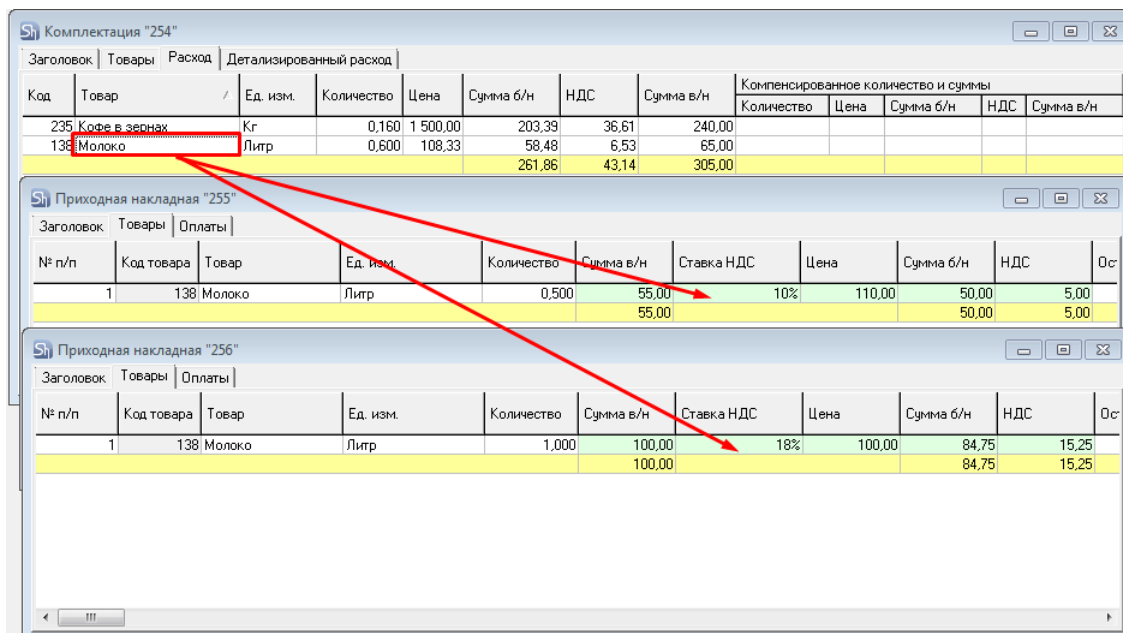 Sh Комплектация "254"
Заголовок Товары Расход Детализированный расход
Код Товар Ед. изм. Количество Цена Сумма б/н НДС Сумма в/н Компенсированное количество и суммы
Количество Цена Сумма б/н НДС Сумма в/н
235 Кофе в зернах Кг 0,160 1 500,00 203,39 36,61 240,00
138 Молоко Литр 0,600 108,33 58,48 6,53 65,00
261,86 43,14 305,00
Sh Приходная накладная "255"
Заголовок Товары Оплаты
№ п/п Код товара Товар Ед. изм. Количество Сумма в/н Ставка НДС Цена Сумма б/н НДС Ос
1 138 Молоко Литр 0,500 55,00 10% 110,00 50,00 5,00
55,00 50,00 5,00
Sh Приходная накладная "256"
Заголовок Товары Оплаты
№ п/п Код товара Товар Ед. изм. Количество Сумма в/н Ставка НДС Цена Сумма б/н НДС Ос
1 138 Молоко Литр 1,000 100,00 18% 100,00 84,75 15,25
100,00 84,75 15,25